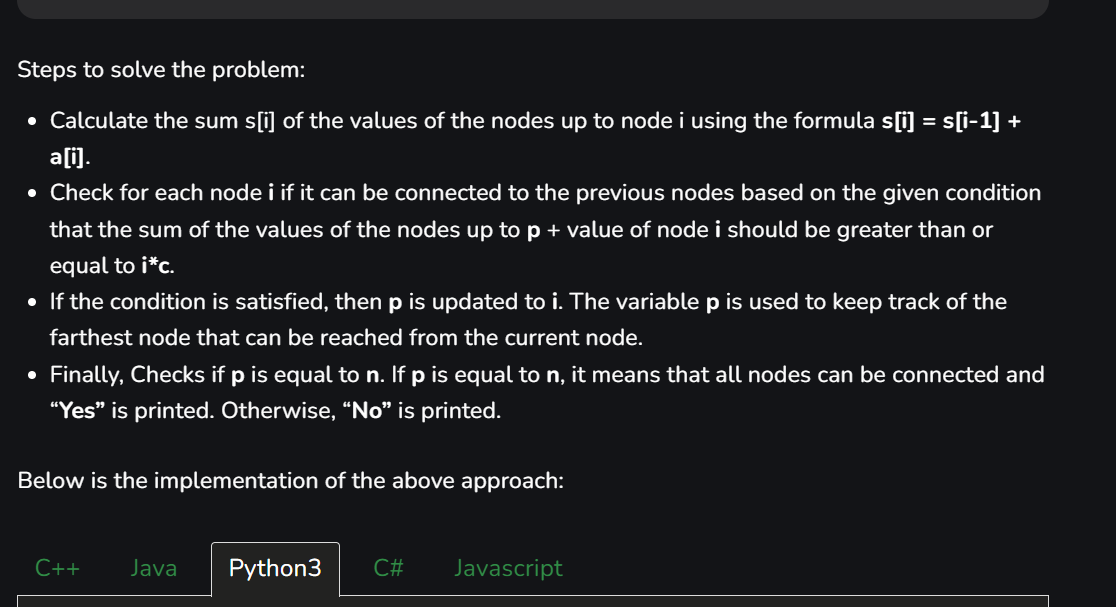 Steps to solve the problem:
• Calculate the sum s[i] of the values of the nodes up to node i using the formula s[i] = s[i-1] +
a[i].
• Check for each node i if it can be connected to the previous nodes based on the given condition
that the sum of the values of the nodes up to p + value of node i should be greater than or
equal to i*c.
• If the condition is satisfied, then p is updated to i. The variable p is used to keep track of the
farthest node that can be reached from the current node.
• Finally, Checks if p is equal to n. If p is equal to n, it means that all nodes can be connected and
“Yes” is printed. Otherwise, “No” is printed.
Below is the implementation of the above approach:
C++ Java Python3 C# Javascript